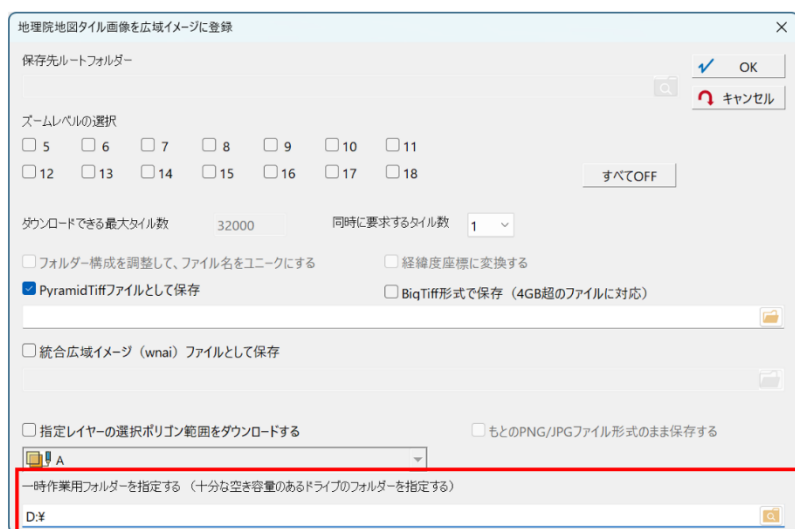 地理院地図タイル画像を広域イメージに登録
保存先ルートフォルダー
OK
キャンセル
ズームレベルの選択
5 6 7 8 9 10 11
12 13 14 15 16 17 18
すべてOFF
ダウンロードできる最大タイル数 32000 同時に要求するタイル数 1
フォルダー構成を調整して、ファイル名をユニークにする 経緯度座標に変換する
PyramidTiffファイルとして保存 BigTiff形式で保存（4GB超のファイルに対応）
統合広域イメージ（wnai）ファイルとして保存
指定レイヤーの選択ポリゴン範囲をダウンロードする もとのPNG/JPGファイル形式のまま保存する
A
一時作業用フォルダーを指定する（十分な空き容量のあるドライブのフォルダーを指定する）
D:¥